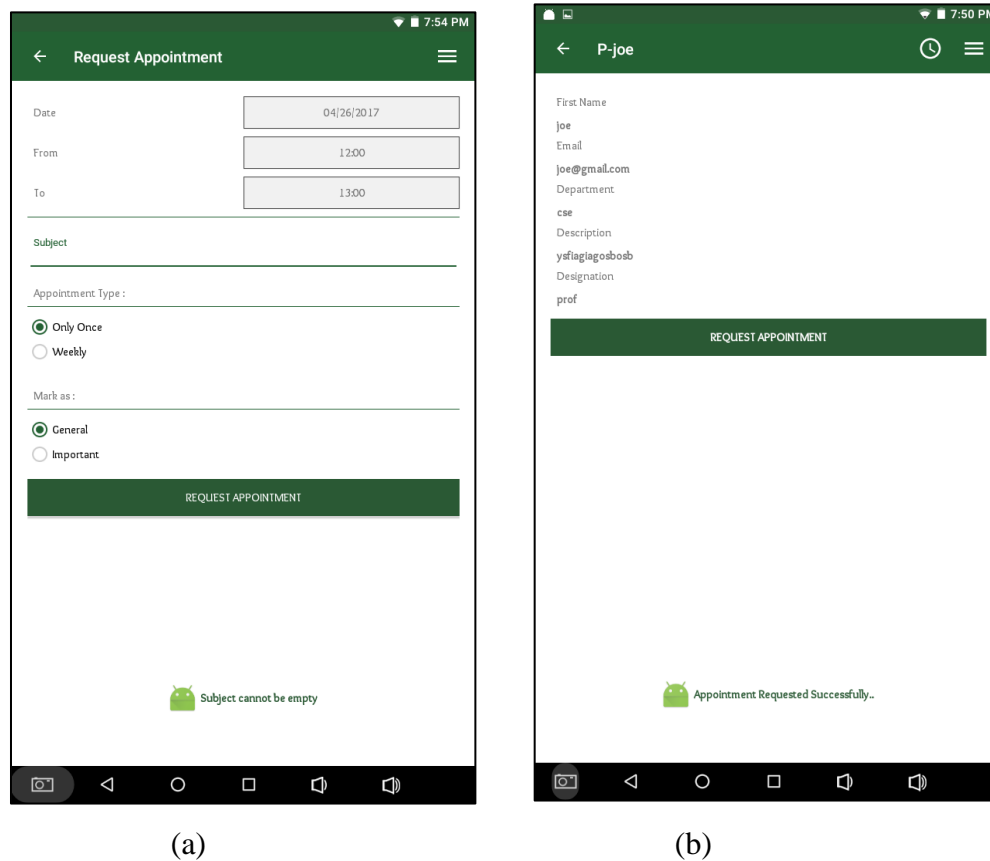 7:54 PM
Request Appointment
Date
04/26/2017
From
12:00
To
13:00
Subject
Appointment Type :
Only Once
Weekly
Mark as :
General
Important
REQUEST APPOINTMENT
Subject cannot be empty
(a)
7:50 PM
P-joe
First Name
joe
Email
joe@gmail.com
Department
cse
Description
ysfiagiagosbosb
Designation
prof
REQUEST APPOINTMENT
Appointment Requested Successfully..
(b)